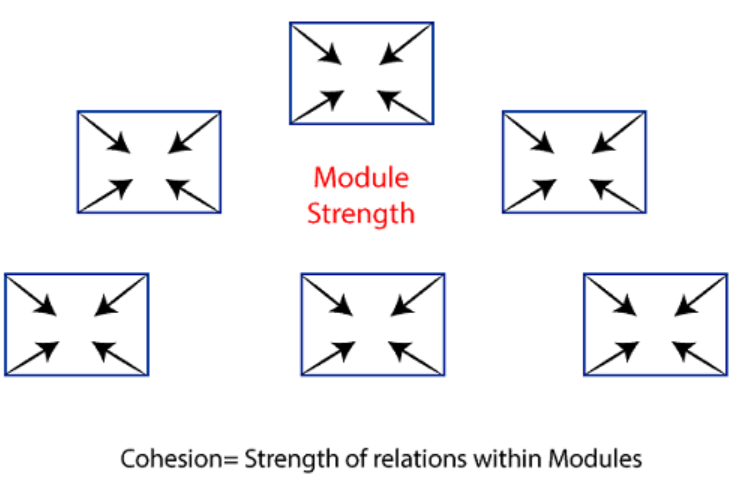 Module
Strength
Cohesion= Strength of relations within Modules